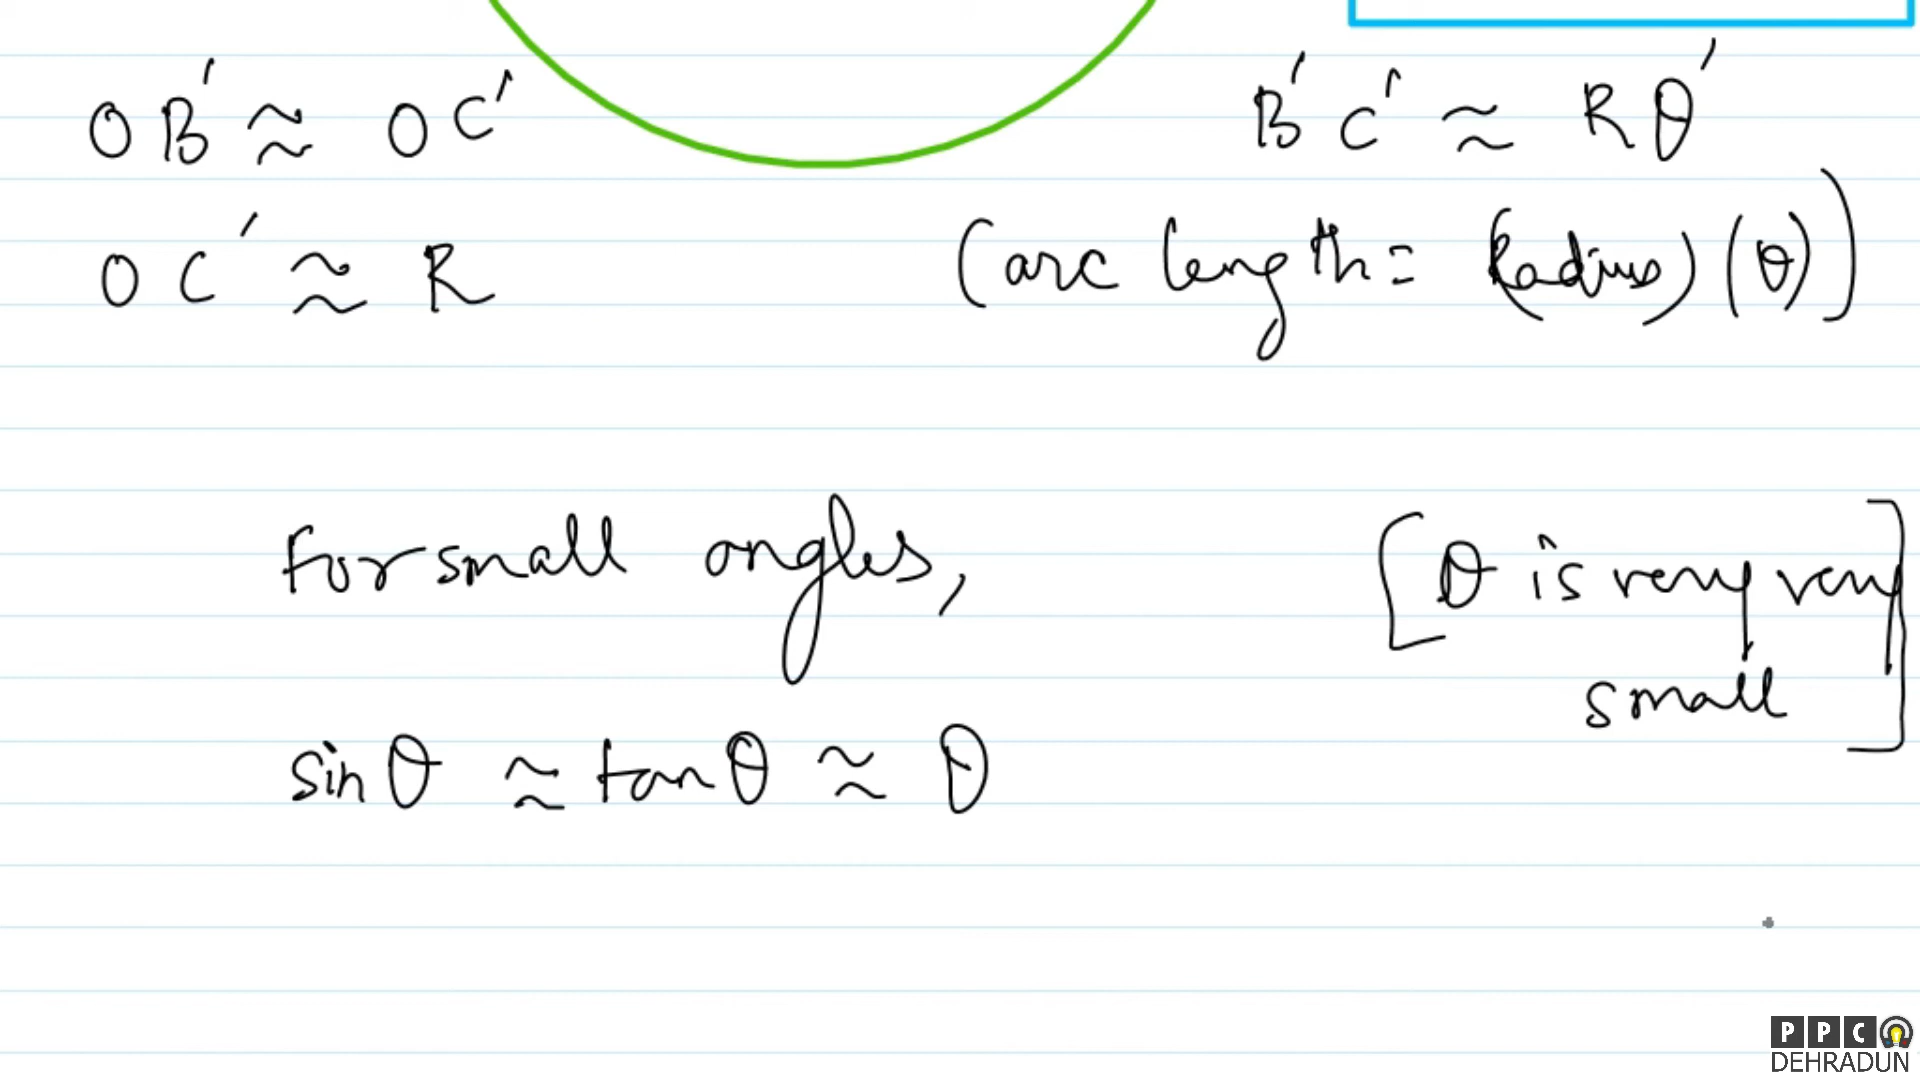 OB' ≈ OC'
B'C' ≈ Rθ'
OC' ≈ R
(arc length = (Radius) (θ))
For small angles,
[θ is very very
small]
sin θ ≈ tan θ ≈ θ
PPC
DEHRADUN